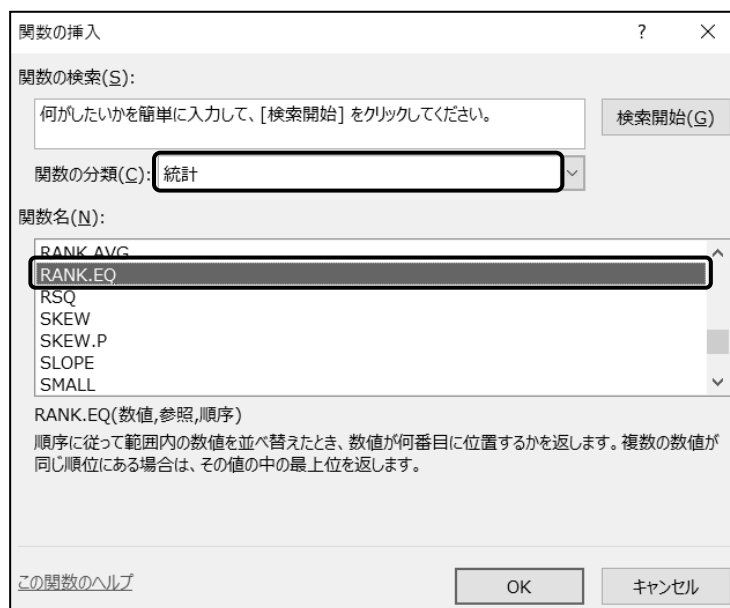 関数の挿入 ? ×
関数の検索(S):
何がしたいかを簡単に入力して、[検索開始] をクリックしてください。 検索開始(G)
関数の分類(C): 統計
関数名(N):
RANK.AVG
RANK.EQ
RSQ
SKEW
SKEW.P
SLOPE
SMALL
RANK.EQ(数値,参照,順序)
順序に従って範囲内の数値を並べ替えたとき、数値が何番目に位置するかを返します。複数の数値が
同じ順位にある場合は、その値の中の最上位を返します。
この関数のヘルプ OK キャンセル